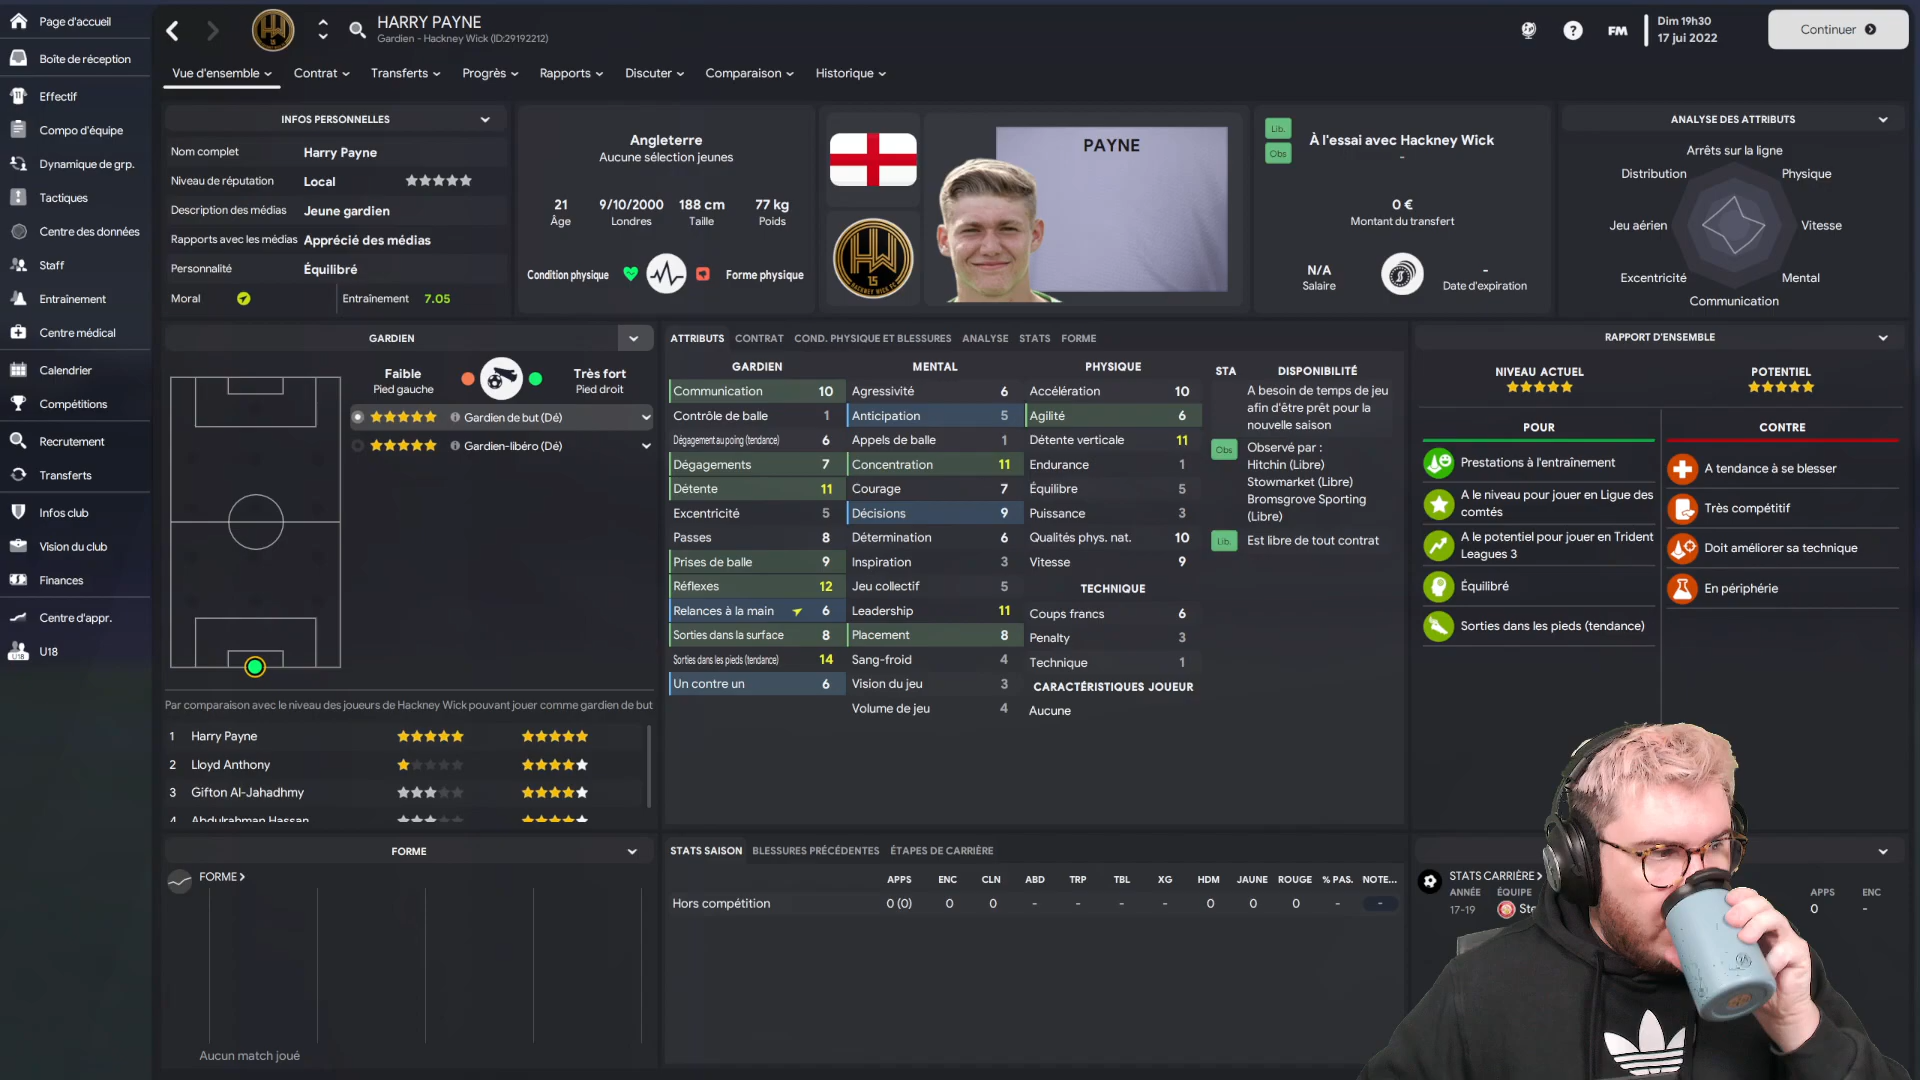 Page d'accueil
Boîte de réception
Effectif
Compo d'équipe
Dynamique de grp.
Tactiques
Centre des données
Staff
Entraînement
Centre médical
Calendrier
Compétitions
Recrutement
Transferts
Infos club
Vision du club
Finances
Centre d'appr.
U18
HARRY PAYNE
Gardien - Hackney Wick (ID:29192212)
FM
Dim 19h30
17 jui 2022
Continuer
Vue d'ensemble Contrat Transferts Progrès Rapports Discuter Comparaison Historique
INFOS PERSONNELLES
Nom complet Harry Payne
Niveau de réputation Local
Description des médias Jeune gardien
Rapports avec les médias Apprécié des médias
Personnalité Équilibré
Moral Entraînement 7.05
Angleterre
Aucune sélection jeunes
21 9/10/2000 188 cm 77 kg
Âge Londres Taille Poids
Condition physique Forme physique
PAYNE
Lib.
Obs
À l'essai avec Hackney Wick
-
0 €
Montant du transfert
N/A -
Salaire Date d'expiration
ANALYSE DES ATTRIBUTS
Arrêts sur la ligne
Distribution Physique
Jeu aérien Vitesse
Excentricité Mental
Communication
GARDIEN
Faible Très fort
Pied gauche Pied droit
Gardien de but (Dé)
Gardien-libéro (Dé)
Par comparaison avec le niveau des joueurs de Hackney Wick pouvant jouer comme gardien de but
1 Harry Payne
2 Lloyd Anthony
3 Gifton Al-Jahadhmy
4 Abdulrahman Hassan
FORME
FORME >
Aucun match joué
ATTRIBUTS CONTRAT COND. PHYSIQUE ET BLESSURES ANALYSE STATS FORME
GARDIEN
Communication 10
Contrôle de balle 1
Dégagement au poing (tendance) 6
Dégagements 7
Détente 11
Excentricité 5
Passes 8
Prises de balle 9
Réflexes 12
Relances à la main 6
Sorties dans la surface 8
Sorties dans les pieds (tendance) 14
Un contre un 6
MENTAL
Agressivité 6
Anticipation 5
Appels de balle 1
Concentration 11
Courage 7
Décisions 9
Détermination 6
Inspiration 3
Jeu collectif 5
Leadership 11
Placement 8
Sang-froid 4
Vision du jeu 3
Volume de jeu 4
PHYSIQUE
Accélération 10
Agilité 6
Détente verticale 11
Endurance 1
Équilibre 5
Puissance 3
Qualités phys. nat. 10
Vitesse 9
TECHNIQUE
Coups francs 6
Penalty 3
Technique 1
CARACTÉRISTIQUES JOUEUR
Aucune
STA DISPONIBILITÉ
A besoin de temps de jeu
afin d'être prêt pour la
nouvelle saison
Obs Observé par :
Hitchin (Libre)
Stowmarket (Libre)
Bromsgrove Sporting
(Libre)
Lib. Est libre de tout contrat
RAPPORT D'ENSEMBLE
NIVEAU ACTUEL POTENTIEL
POUR
Prestations à l'entraînement
A le niveau pour jouer en Ligue des
comtés
A le potentiel pour jouer en Trident
Leagues 3
Équilibré
Sorties dans les pieds (tendance)
CONTRE
A tendance à se blesser
Très compétitif
Doit améliorer sa technique
En périphérie
STATS SAISON BLESSURES PRÉCÉDENTES ÉTAPES DE CARRIÈRE
APPS ENC CLN ABD TRP TBL XG HDM JAUNE ROUGE % PAS. NOTE...
Hors compétition 0 (0) 0 0 - - - - 0 0 0 - -
STATS CARRIÈRE >
ANNÉE ÉQUIPE APPS ENC
17-19 Ste 0 -